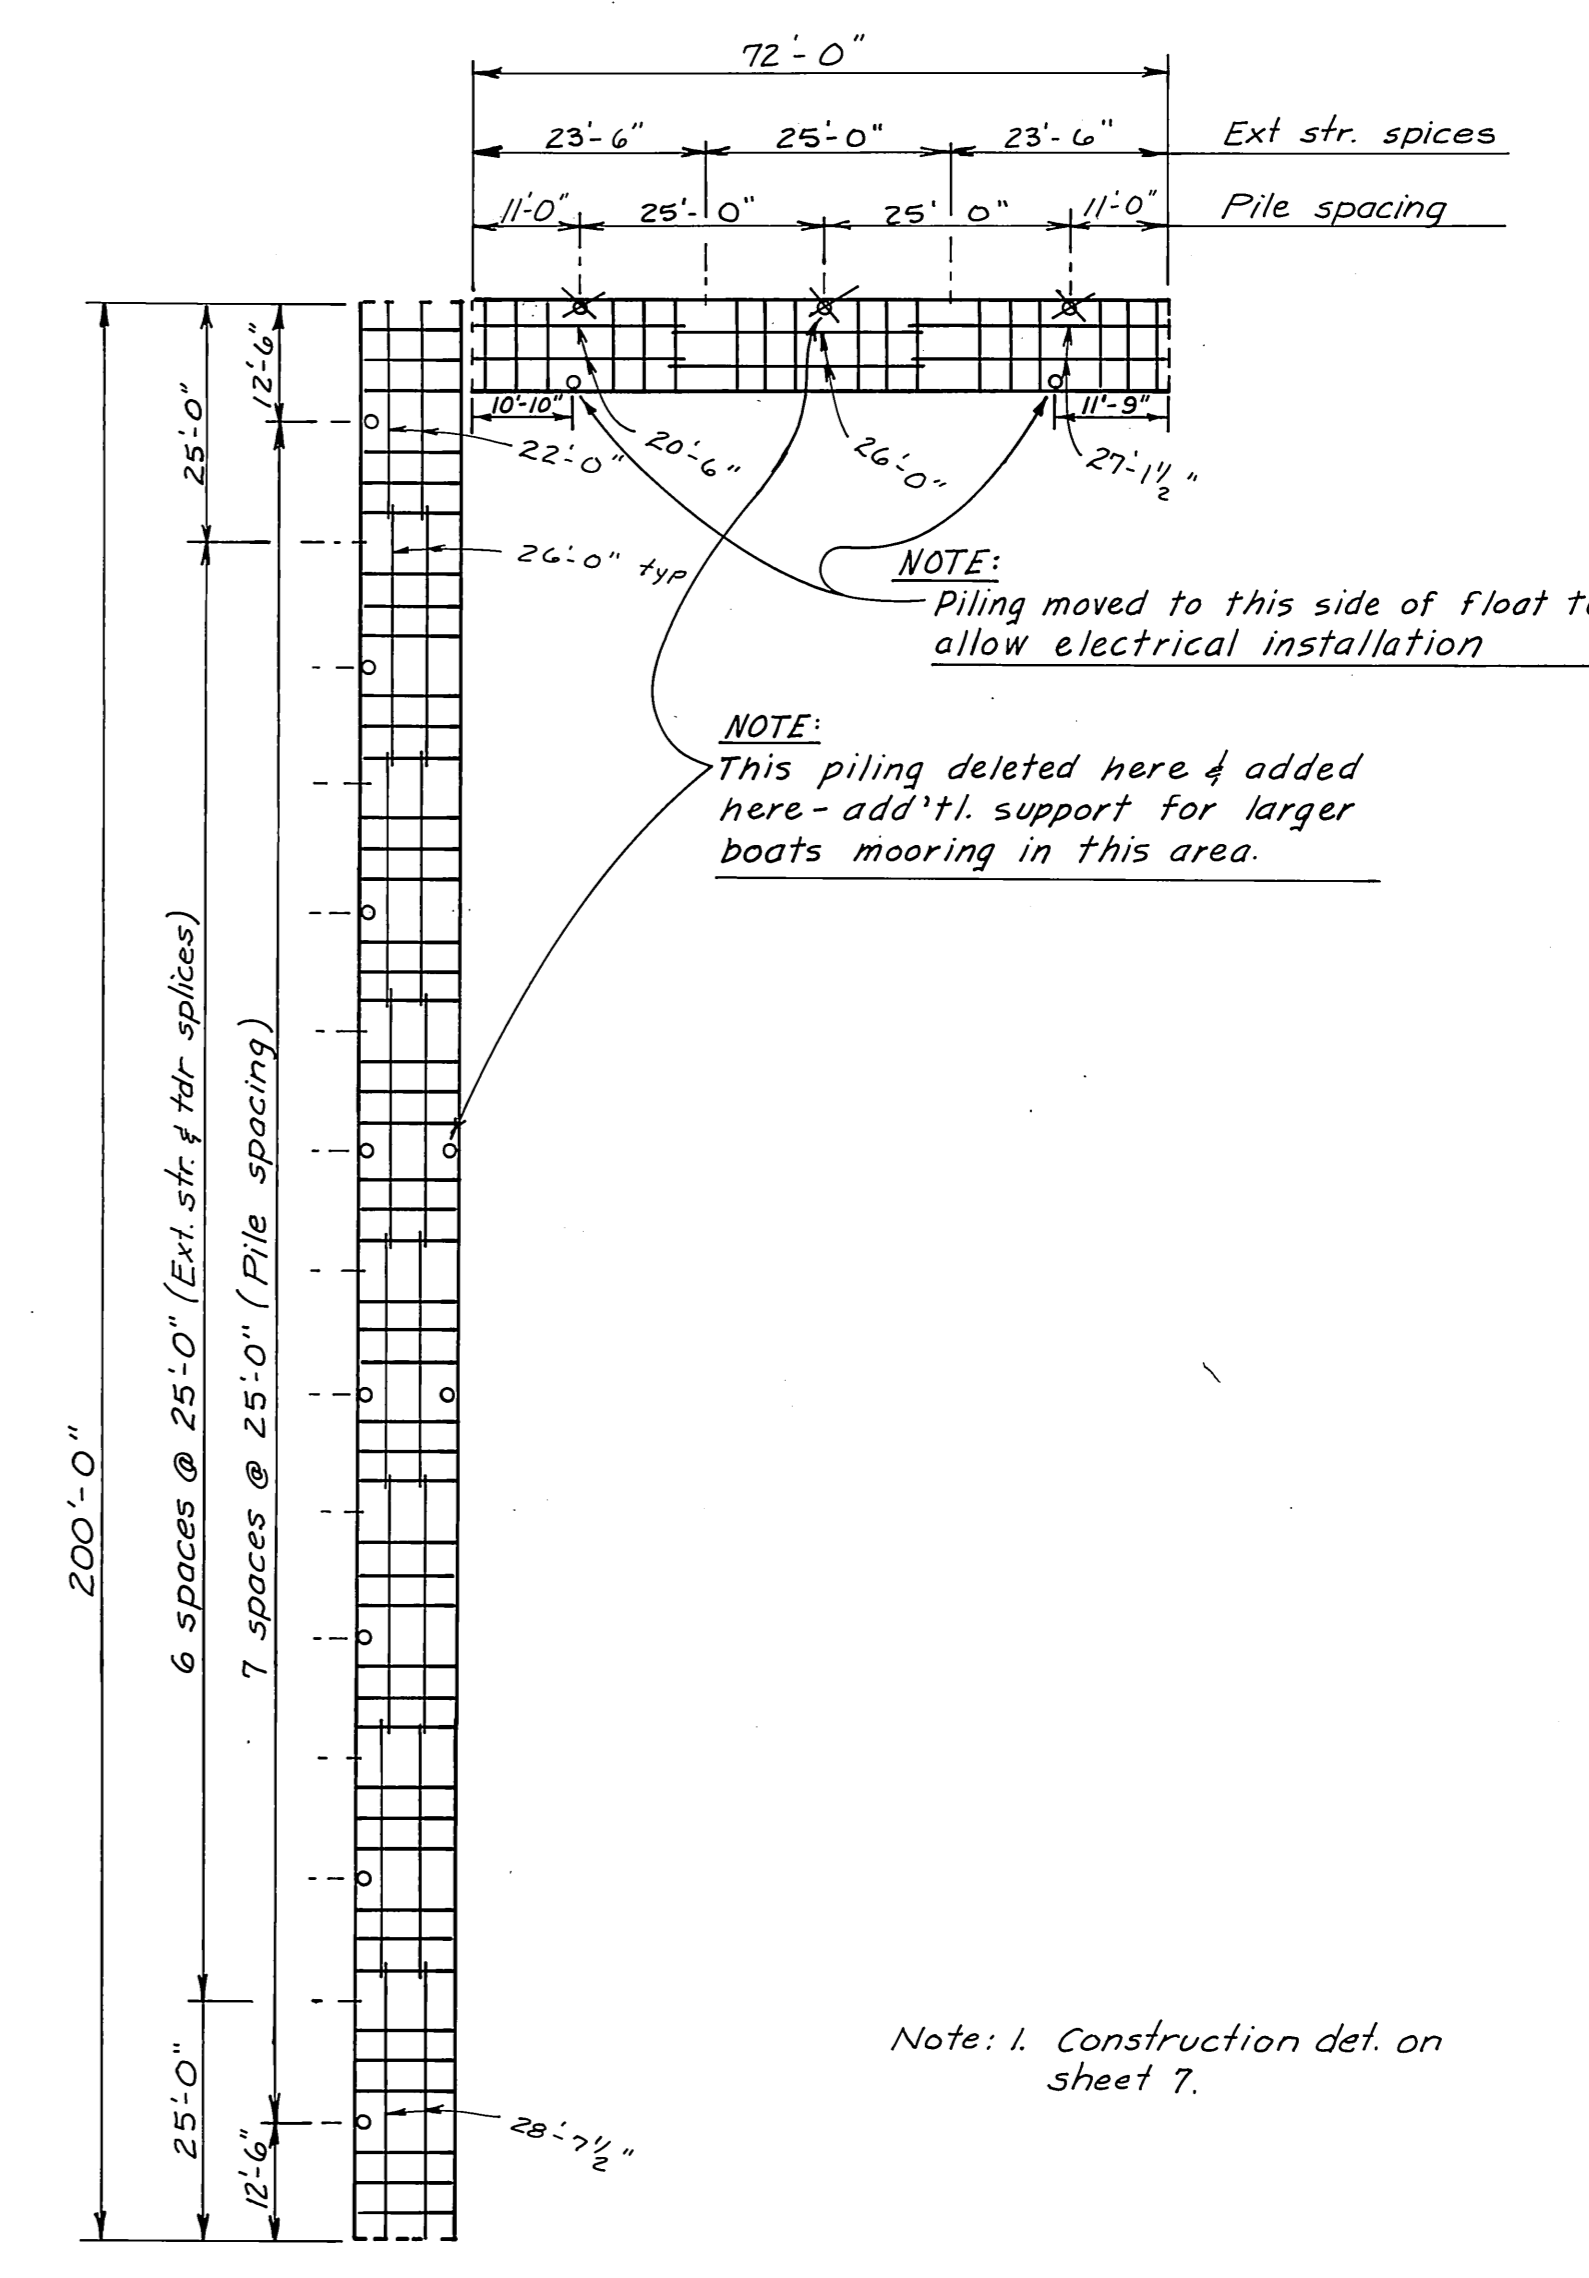 72'-0"
23'-6" 25'-0" 23'-6" Ext str. spices
11'-0" 25'-0" 25' 0" 11'-0" Pile spacing
12'-6"
25'-0"
10'-10" 11'-9"
22'-0" 20'-6" 26'-0" 27'-1 1/2"
26'-0" typ
NOTE:
Piling moved to this side of float
allow electrical installation
NOTE:
This piling deleted here & added
here - add'tl. support for larger
boats mooring in this area.
200'-0"
6 spaces @ 25'-0" (Ext. str. & tdr splices)
7 spaces @ 25'-0" (Pile spacing)
25'-0"
12'-6"
28'-7 1/2"
Note: 1. Construction det. on
sheet 7.